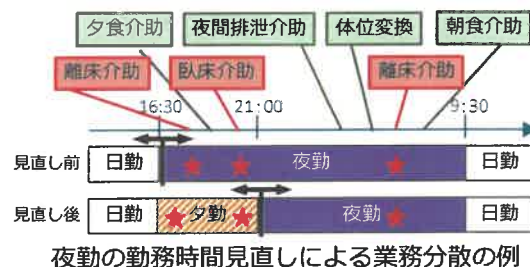 夕食介助 夜間排泄介助 体位変換 朝食介助
離床介助 臥床介助 離床介助
16:30 21:00 9:30
見直し前 日勤 夜勤 日勤
見直し後 日勤 夕勤 夜勤 日勤
夜勤の勤務時間見直しによる業務分散の例